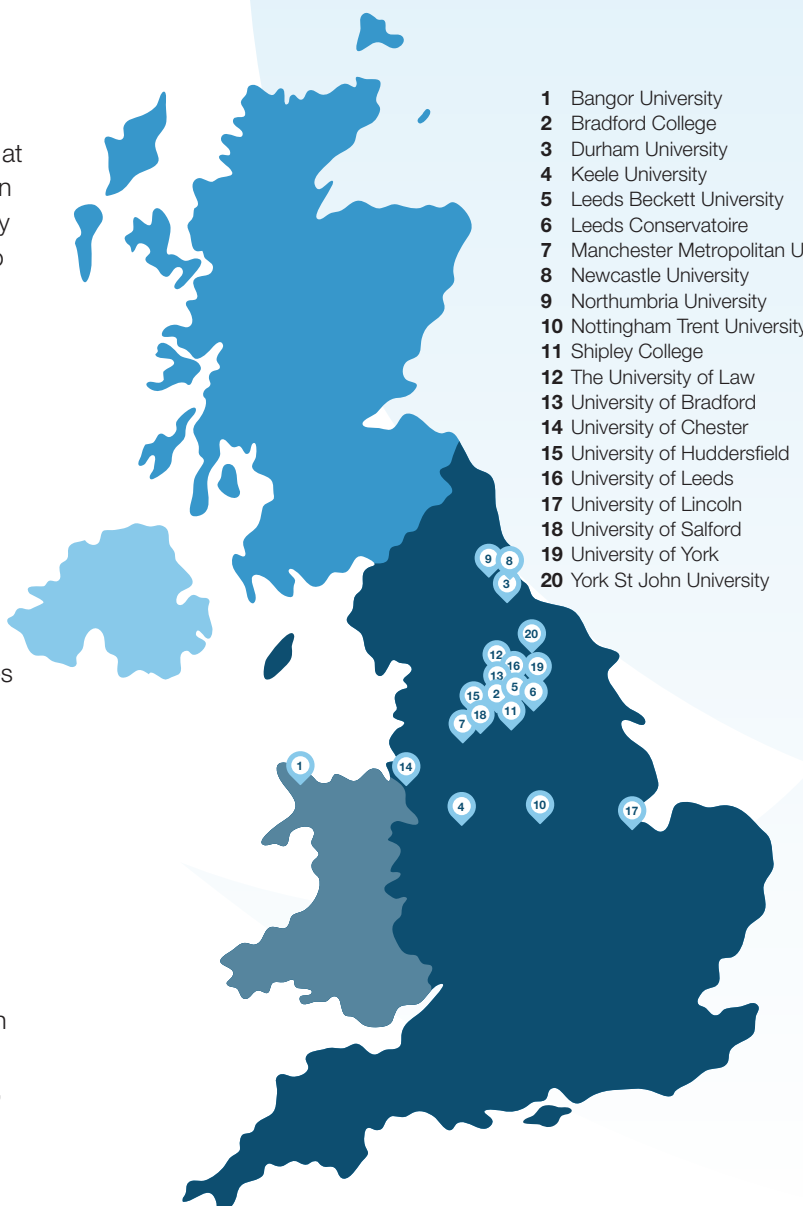 at
n
y
o
1 Bangor University
2 Bradford College
3 Durham University
4 Keele University
5 Leeds Beckett University
6 Leeds Conservatoire
7 Manchester Metropolitan U
8 Newcastle University
9 Northumbria University
10 Nottingham Trent University
11 Shipley College
12 The University of Law
13 University of Bradford
14 University of Chester
15 University of Huddersfield
16 University of Leeds
17 University of Lincoln
18 University of Salford
19 University of York
20 York St John University
9 8
3
20
12
16 19
13
15 2 5 6
7 18 11
s
1 14
4 10 17
n